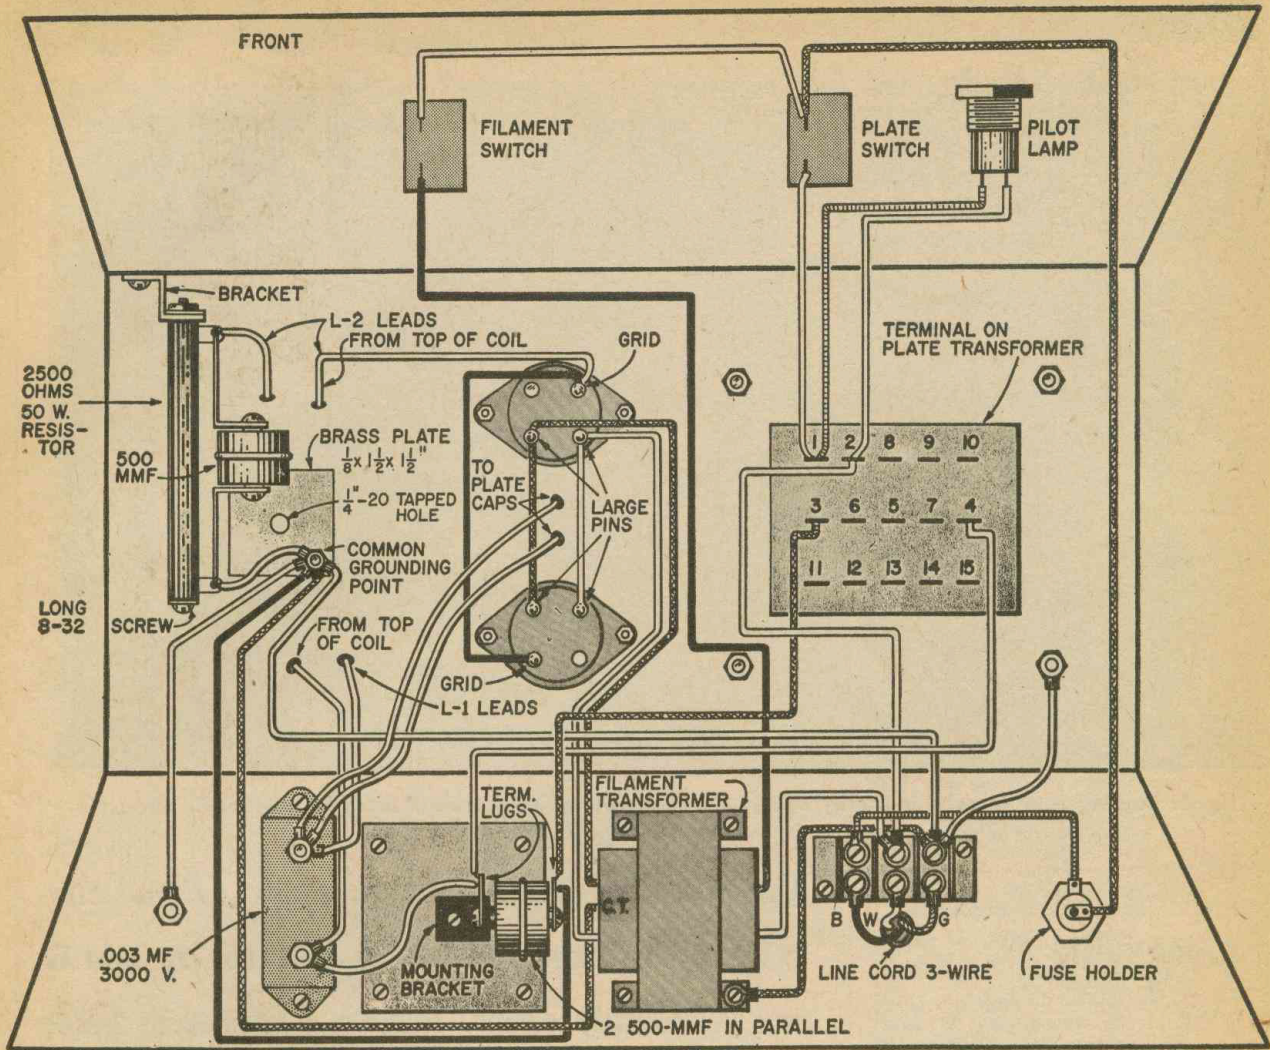 FRONT
FILAMENT
SWITCH
PLATE
SWITCH
PILOT
LAMP
BRACKET
L-2 LEADS
FROM TOP OF COIL
GRID
TERMINAL ON
PLATE TRANSFORMER
2500
OHMS
50 W.
RESIS-
TOR
500
MMF
BRASS PLATE
1/8 x 1 1/2 x 1 1/2"
1/4"-20 TAPPED
HOLE
TO
PLATE
CAPS
LARGE
PINS
1 2 8 9 10
3 6 5 7 4
11 12 13 14 15
COMMON
GROUNDING
POINT
LONG
8-32
SCREW
FROM TOP
OF COIL
GRID
L-1 LEADS
TERM.
LUGS
FILAMENT
TRANSFORMER
C.T.
B W G
.003 MF
3000 V.
MOUNTING
BRACKET
LINE CORD 3-WIRE
FUSE HOLDER
2 500-MMF IN PARALLEL